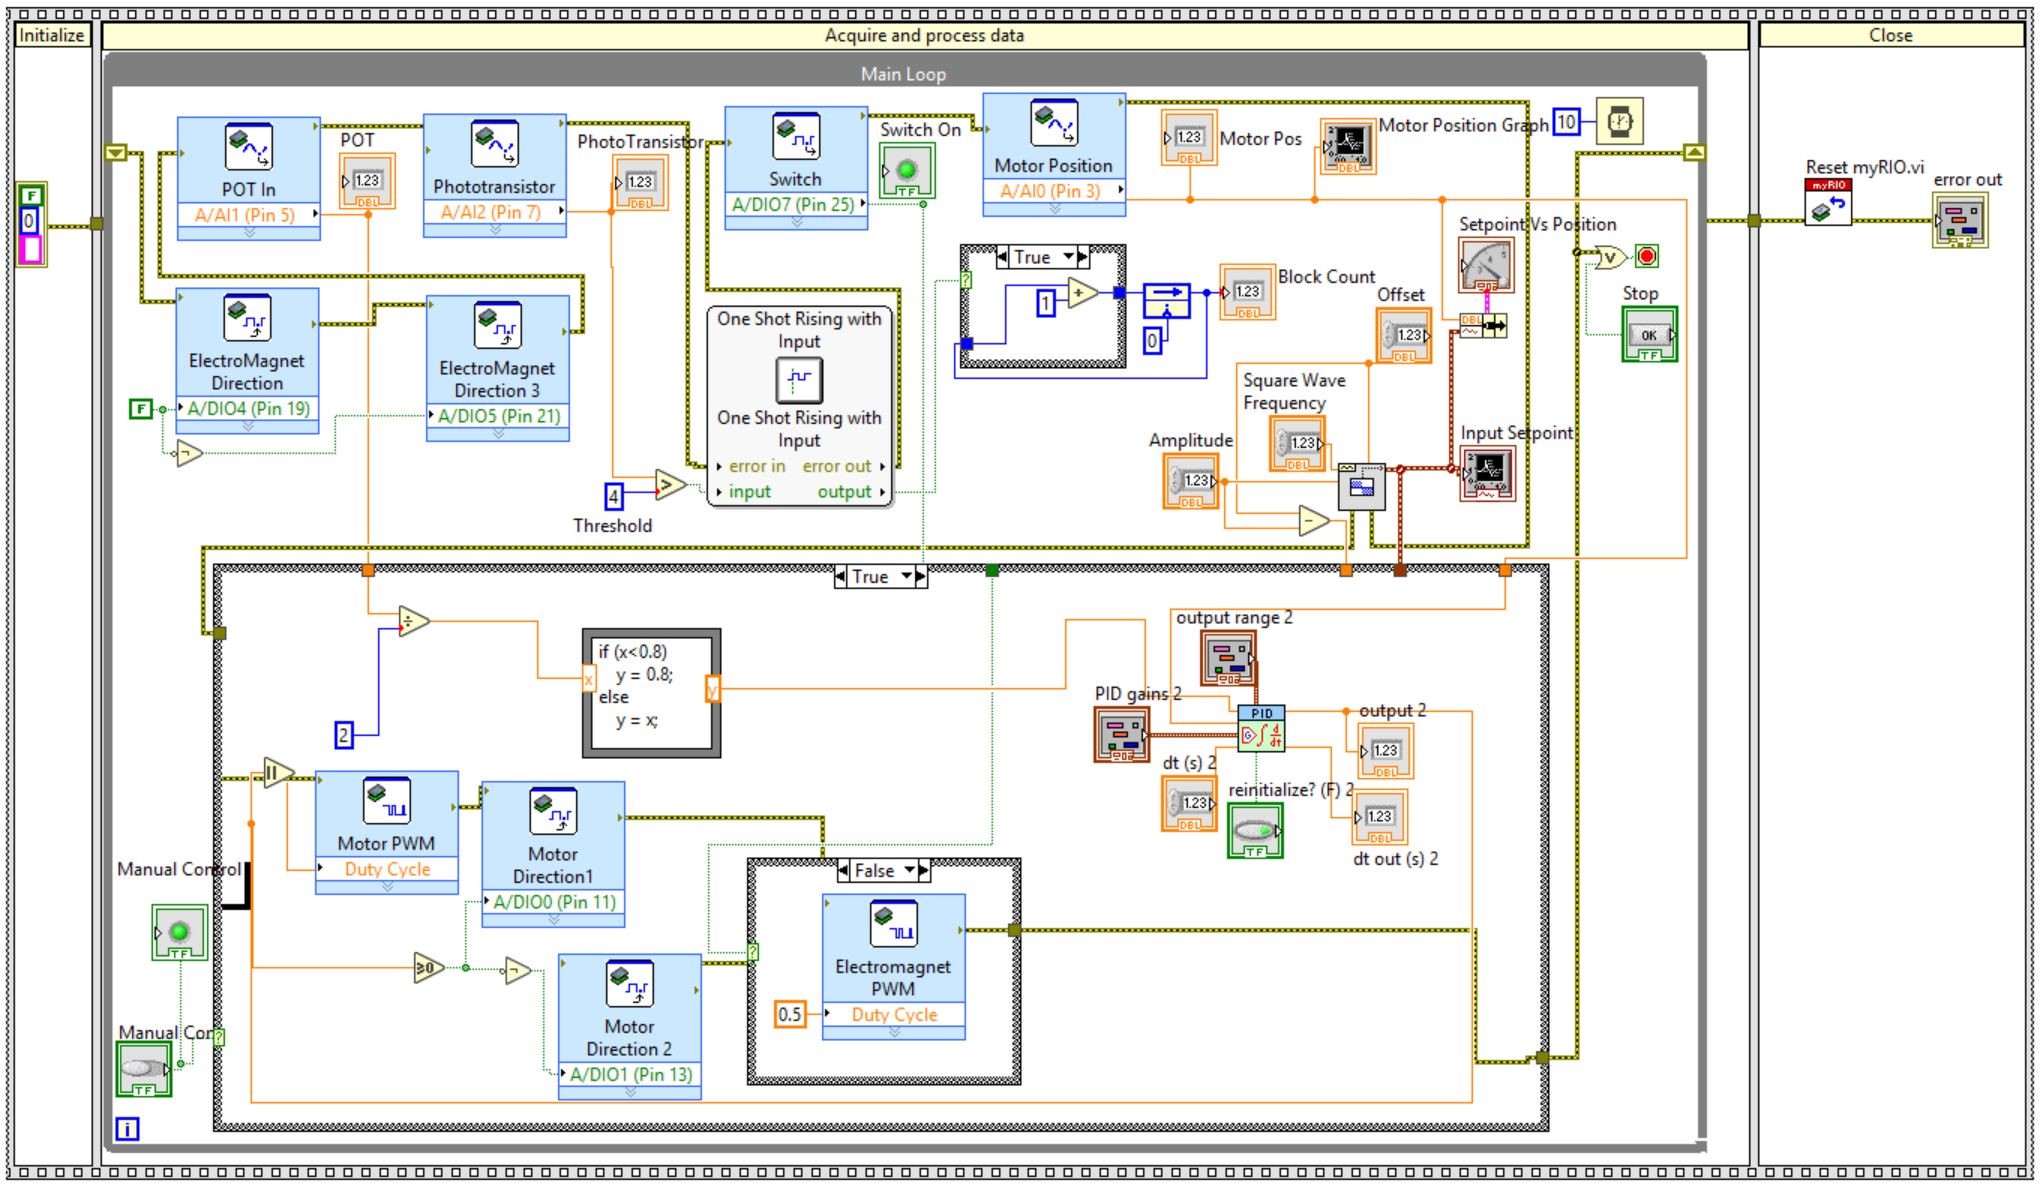 Initialize
Acquire and process data
Close
Main Loop
F
0
POT In
A/AI1 (Pin 5)
POT
1.23
DBL
Phototransistor
A/AI2 (Pin 7)
PhotoTransistor
1.23
DBL
Switch
A/DIO7 (Pin 25)
Switch On
TF
Motor Position
A/AI0 (Pin 3)
1.23
DBL
Motor Pos
DBL
Motor Position Graph
10
Reset myRIO.vi
myRIO
error out
ElectroMagnet
Direction
A/DIO4 (Pin 19)
F
ElectroMagnet
Direction 3
A/DIO5 (Pin 21)
One Shot Rising with
Input
One Shot Rising with
Input
error in
error out
input
output
4
Threshold
True
1
0
1.23
DBL
Block Count
Setpoint Vs Position
DBL
Offset
1.23
DBL
Square Wave
Frequency
1.23
DBL
Amplitude
1.23
DBL
Input Setpoint
Stop
OK
TF
True
2
if (x<0.8)
y = 0.8;
else
y = x;
x
y
output range 2
PID gains 2
PID
output 2
1.23
DBL
dt (s) 2
1.23
DBL
reinitialize? (F) 2
TF
1.23
DBL
dt out (s) 2
Motor PWM
Duty Cycle
Motor
Direction1
A/DIO0 (Pin 11)
Manual Control
TF
Manual Con
TF
≥0
Motor
Direction 2
A/DIO1 (Pin 13)
False
Electromagnet
PWM
0.5
Duty Cycle
i